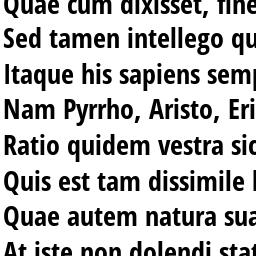 Quae cum dixisset, fine
Sed tamen intellego qu
Itaque his sapiens sem
Nam Pyrrho, Aristo, Eri
Ratio quidem vestra sic
Quis est tam dissimile
Quae autem natura sua
At iste non dolendi stat